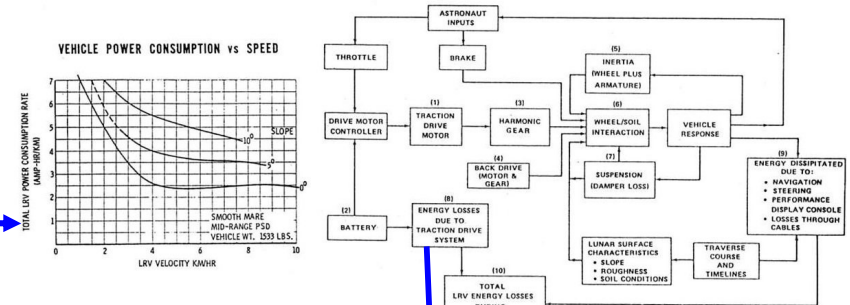 VEHICLE POWER CONSUMPTION vs SPEED
TOTAL LRV POWER CONSUMPTION RATE
(AMP-HR/KM)
7
6
5
4
3
2
1
0
0
2
4
6
8
10
10°
SLOPE
5°
0°
SMOOTH MARE
MID-RANGE PSD
VEHICLE WT. 1533 LBS.
LRV VELOCITY KM/HR
ASTRONAUT
INPUTS
THROTTLE
BRAKE
(5)
INERTIA
(WHEEL PLUS
ARMATURE)
DRIVE MOTOR
CONTROLLER
(1)
TRACTION
DRIVE
MOTOR
(3)
HARMONIC
GEAR
(6)
WHEEL/SOIL
INTERACTION
VEHICLE
RESPONSE
(4)
BACK DRIVE
(MOTOR &
GEAR)
(7)
SUSPENSION
(DAMPER LOSS)
(9)
ENERGY DISSIPITATED
DUE TO:
• NAVIGATION
• STEERING
• PERFORMANCE
DISPLAY CONSOLE
• LOSSES THROUGH
CABLES
(2)
BATTERY
(8)
ENERGY LOSSES
DUE TO
TRACTION DRIVE
SYSTEM
LUNAR SURFACE
CHARACTERISTICS
• SLOPE
• ROUGHNESS
• SOIL CONDITIONS
TRAVERSE
COURSE
AND
TIMELINES
(10)
TOTAL
LRV ENERGY LOSSES